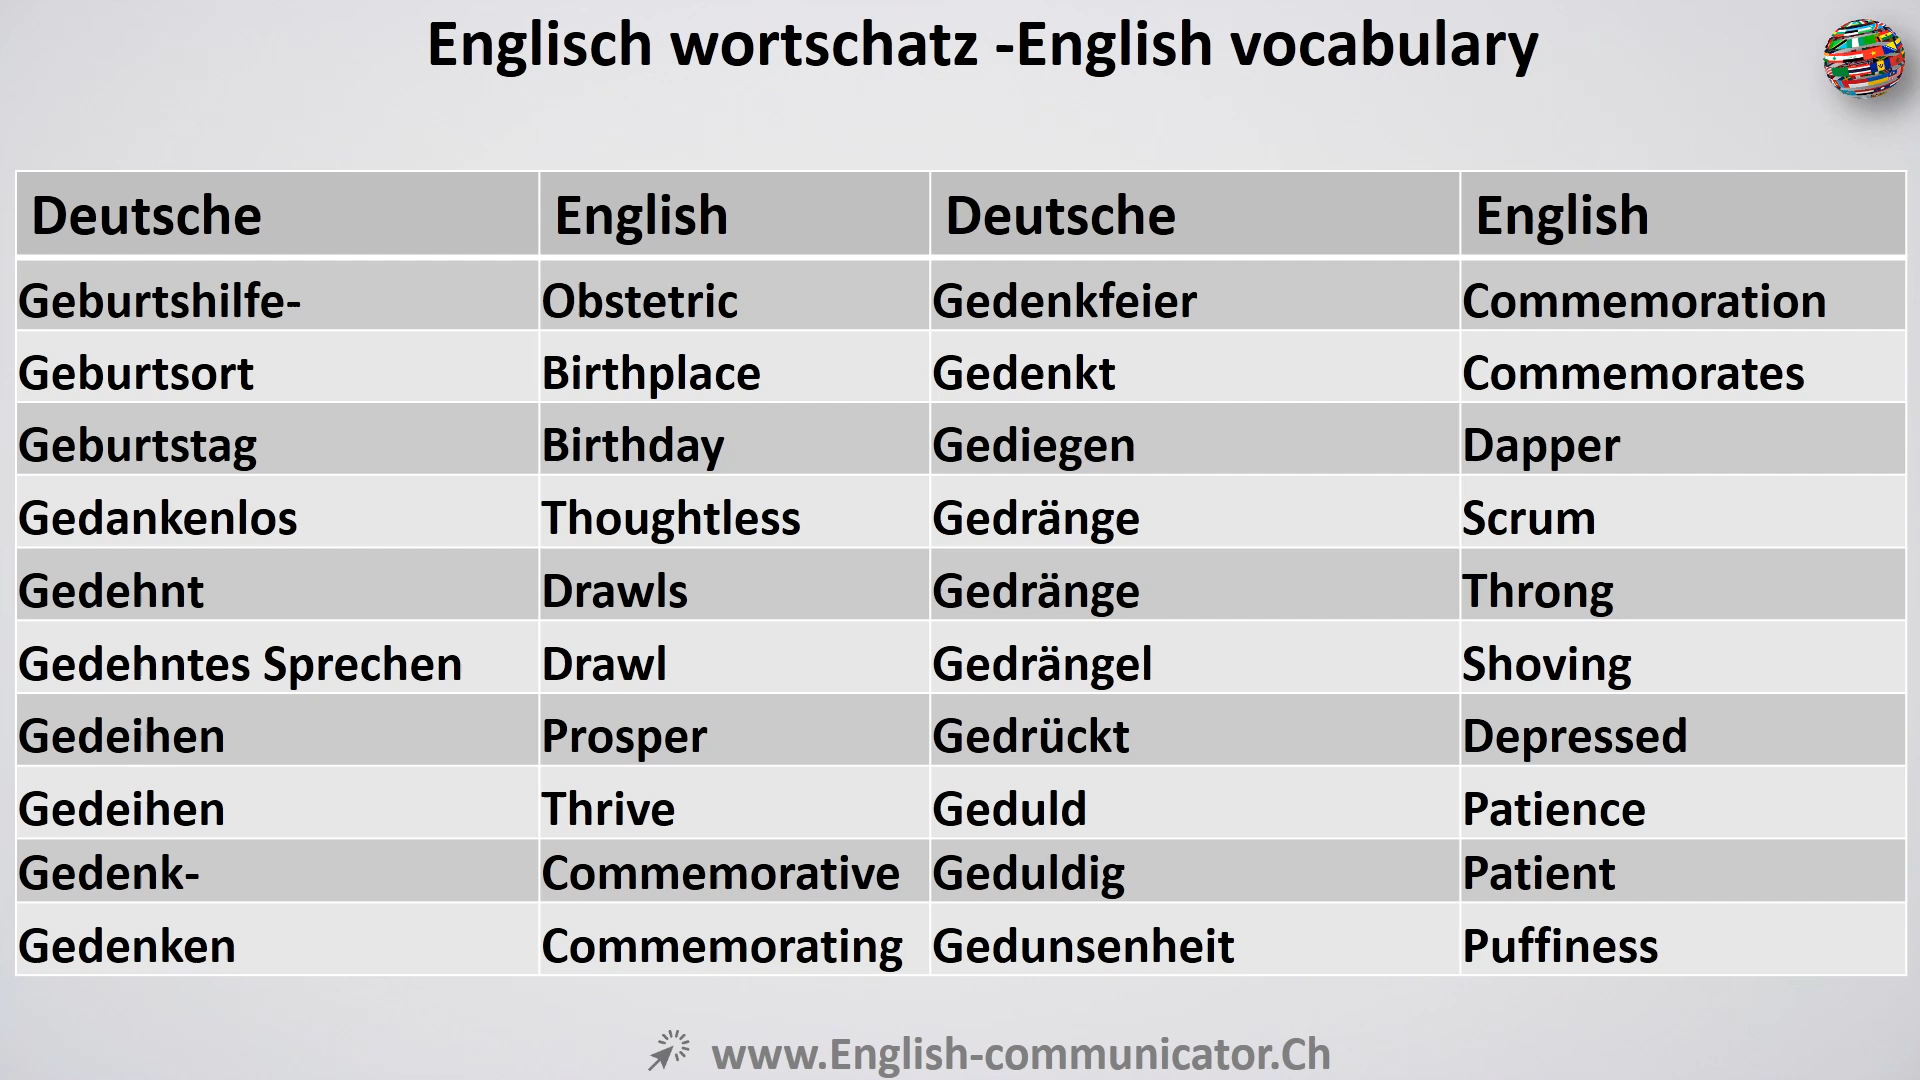 Englisch wortschatz -English vocabulary
Deutsche English Deutsche English
Geburtshilfe- Obstetric Gedenkfeier Commemoration
Geburtsort Birthplace Gedenkt Commemorates
Geburtstag Birthday Gediegen Dapper
Gedankenlos Thoughtless Gedränge Scrum
Gedehnt Drawls Gedränge Throng
Gedehntes Sprechen Drawl Gedrängel Shoving
Gedeihen Prosper Gedrückt Depressed
Gedeihen Thrive Geduld Patience
Gedenk- Commemorative Geduldig Patient
Gedenken Commemorating Gedunsenheit Puffiness
www.English-communicator.Ch